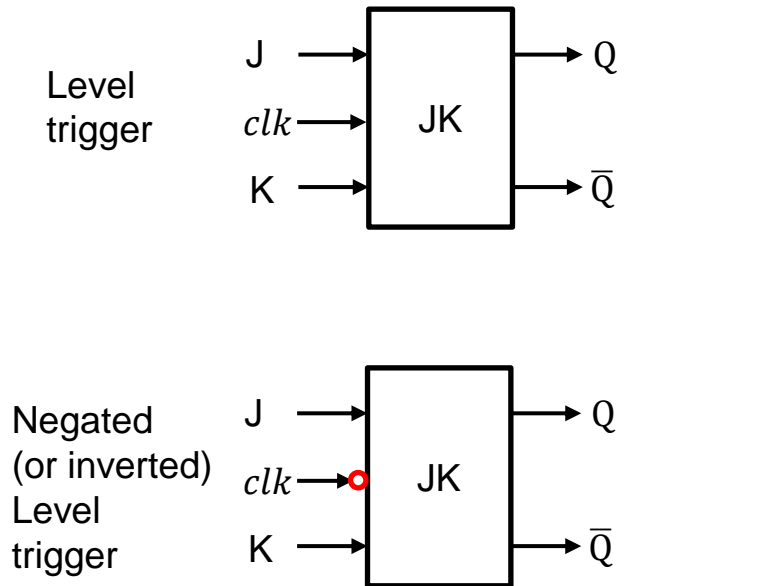 Level
trigger
J
clk
K
JK
Q
Q̅
Negated
(or inverted)
Level
trigger
J
clk
K
JK
Q
Q̅